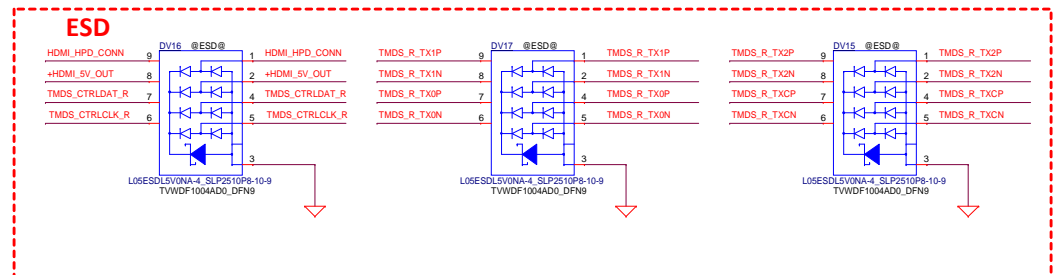 ESD
DV16 @ESD@
HDMI_HPD_CONN 9 1 HDMI_HPD_CONN
+HDMI_5V_OUT 8 2 +HDMI_5V_OUT
TMDS_CTRLDAT_R 7 4 TMDS_CTRLDAT_R
TMDS_CTRLCLK_R 6 5 TMDS_CTRLCLK_R
3
L05ESDL5V0NA-4_SLP2510P8-10-9
TVWDF1004AD0_DFN9
DV17 @ESD@
TMDS_R_TX1P 9 1 TMDS_R_TX1P
TMDS_R_TX1N 8 2 TMDS_R_TX1N
TMDS_R_TX0P 7 4 TMDS_R_TX0P
TMDS_R_TX0N 6 5 TMDS_R_TX0N
3
L05ESDL5V0NA-4_SLP2510P8-10-9
TVWDF1004AD0_DFN9
DV15 @ESD@
TMDS_R_TX2P 9 1 TMDS_R_TX2P
TMDS_R_TX2N 8 2 TMDS_R_TX2N
TMDS_R_TXCP 7 4 TMDS_R_TXCP
TMDS_R_TXCN 6 5 TMDS_R_TXCN
3
L05ESDL5V0NA-4_SLP2510P8-10-9
TVWDF1004AD0_DFN9